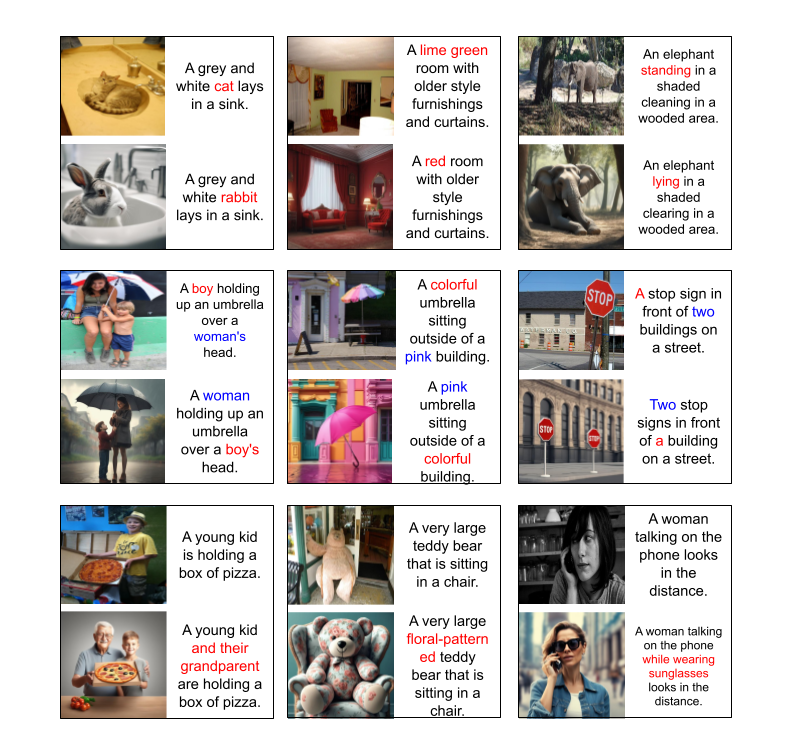 A grey and
white cat lays
in a sink.
A grey and
white rabbit
lays in a sink.
A lime green
room with
older style
furnishings
and curtains.
A red room
with older
style
furnishings
and curtains.
An elephant
standing in a
shaded
cleaning in a
wooded area.
An elephant
lying in a
shaded
clearing in a
wooded area.
A boy holding
up an umbrella
over a
woman's
head.
A woman
holding up an
umbrella
over a boy's
head.
A colorful
umbrella
sitting
outside of a
pink building.
A pink
umbrella
sitting
outside of a
colorful
building.
STOP
A stop sign in
front of two
buildings on
a street.
STOP
STOP
Two stop
signs in front
of a building
on a street.
A young kid
is holding a
box of pizza.
A young kid
and their
grandparent
are holding a
box of pizza.
A very large
teddy bear
that is sitting
in a chair.
A very large
floral-pattern
ed teddy
bear that is
sitting in a
chair.
A woman
talking on the
phone looks
in the
distance.
A woman talking
on the phone
while wearing
sunglasses
looks in the
distance.